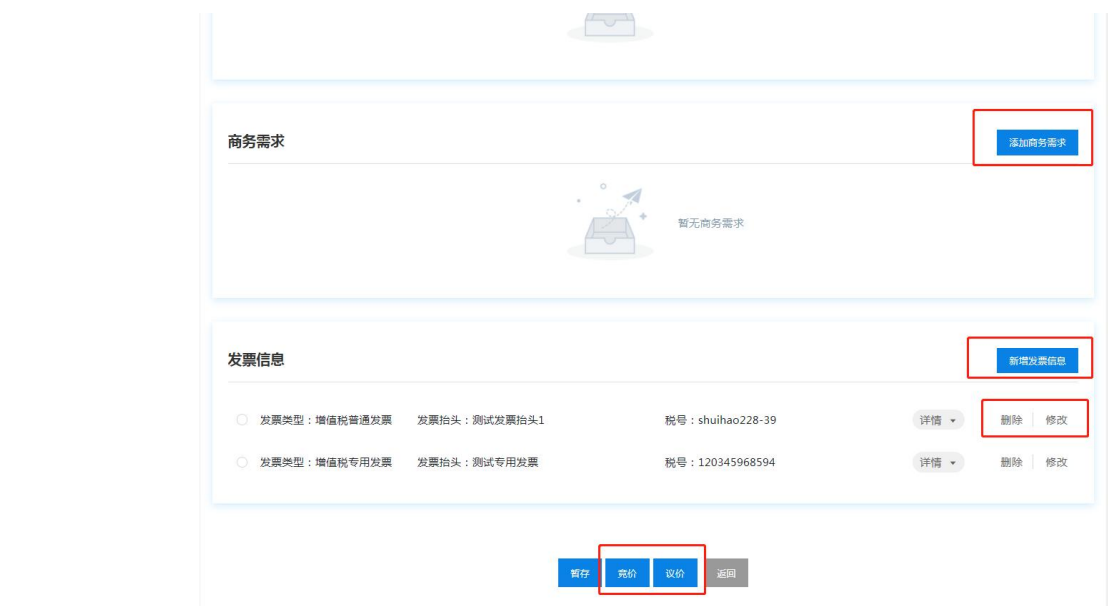 商务需求
添加商务需求
暂无商务需求
发票信息
新增发票信息
发票类型：增值税普通发票 发票抬头：测试发票抬头1 税号：shuihao228-39 详情 删除 修改
发票类型：增值税专用发票 发票抬头：测试专用发票 税号：120345968594 详情 删除 修改
暂存 竞价 议价 返回